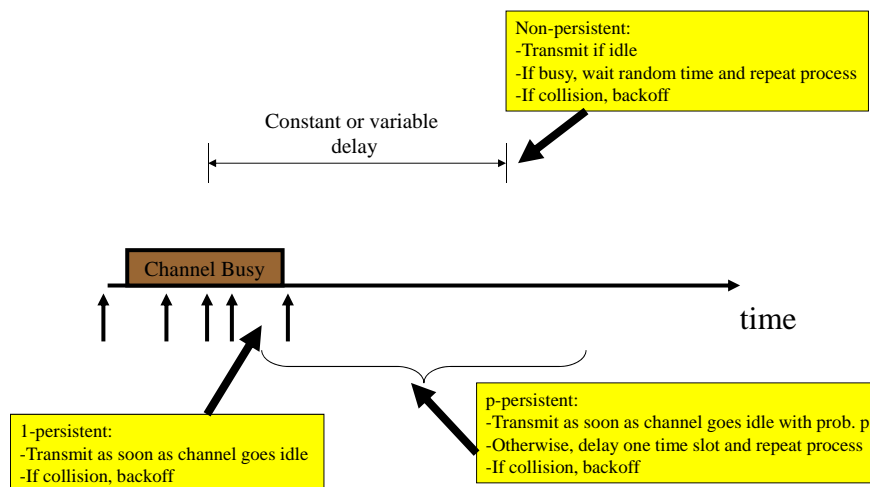 Non-persistent:
-Transmit if idle
-If busy, wait random time and repeat process
-If collision, backoff
Constant or variable
delay
Channel Busy
time
1-persistent:
-Transmit as soon as channel goes idle
-If collision, backoff
p-persistent:
-Transmit as soon as channel goes idle with prob. p
-Otherwise, delay one time slot and repeat process
-If collision, backoff